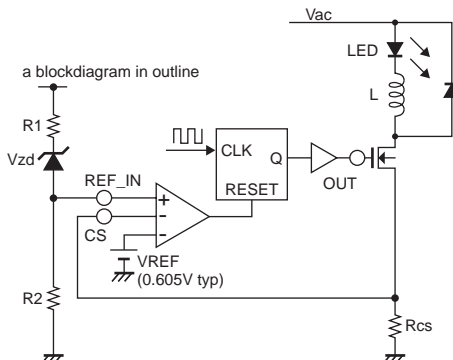 Vac
LED
a blockdiagram in outline
L
R1
CLK
Vzd
Q
REF_IN
RESET
OUT
+
-
CS
-
VREF
(0.605V typ)
R2
Rcs